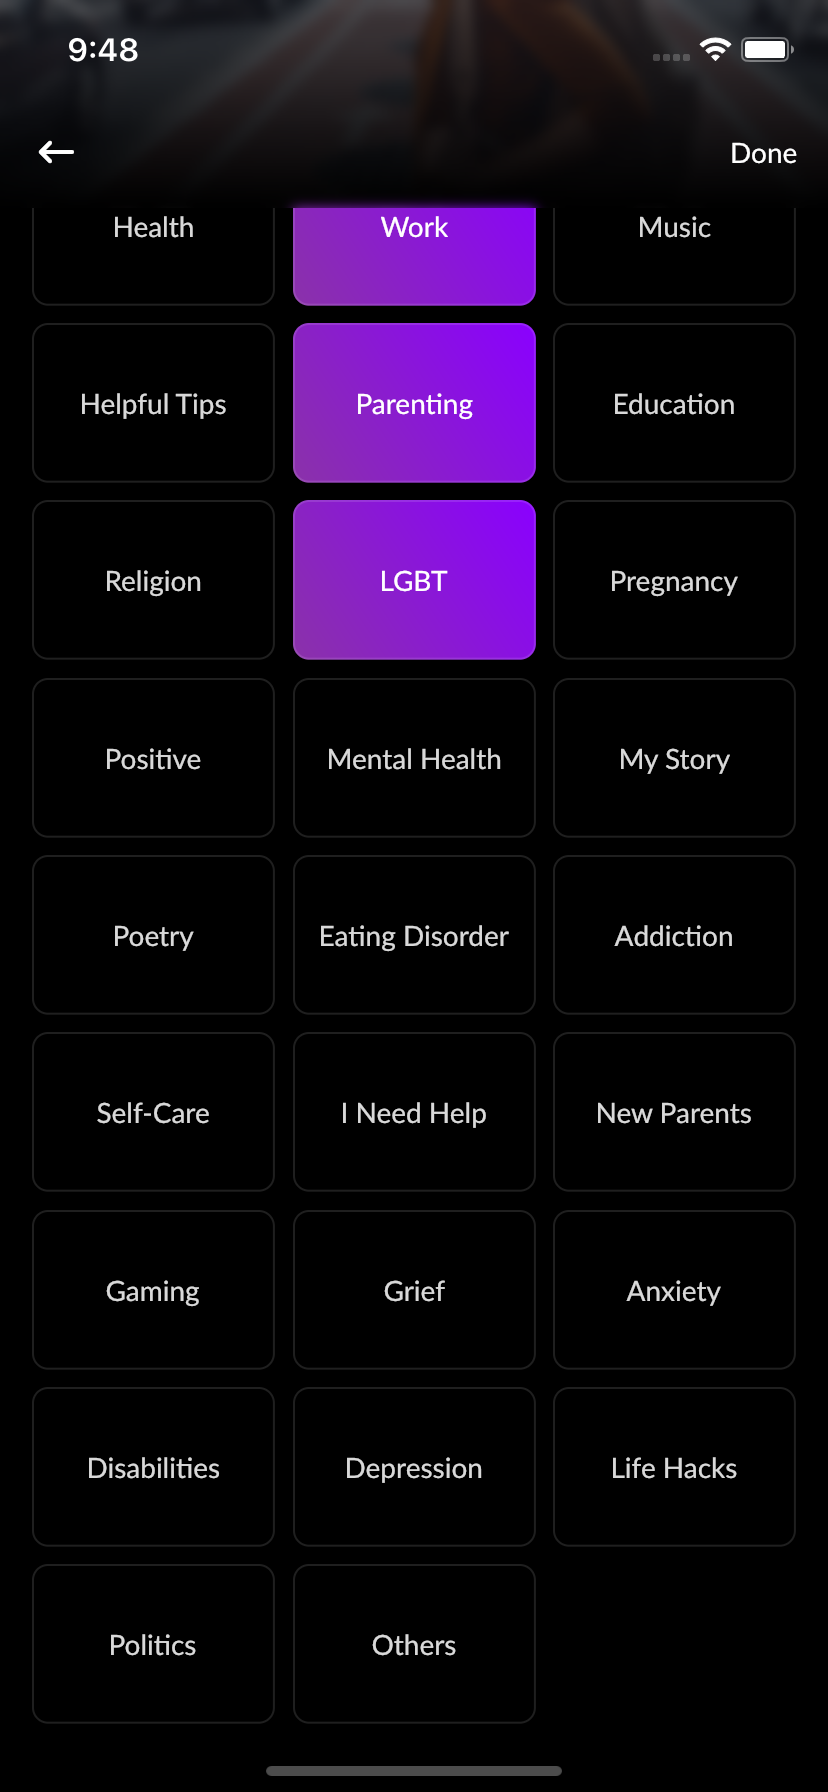 9:48
Done
Health
Work
Music
Helpful Tips
Parenting
Education
Religion
LGBT
Pregnancy
Positive
Mental Health
My Story
Poetry
Eating Disorder
Addiction
Self-Care
I Need Help
New Parents
Gaming
Grief
Anxiety
Disabilities
Depression
Life Hacks
Politics
Others